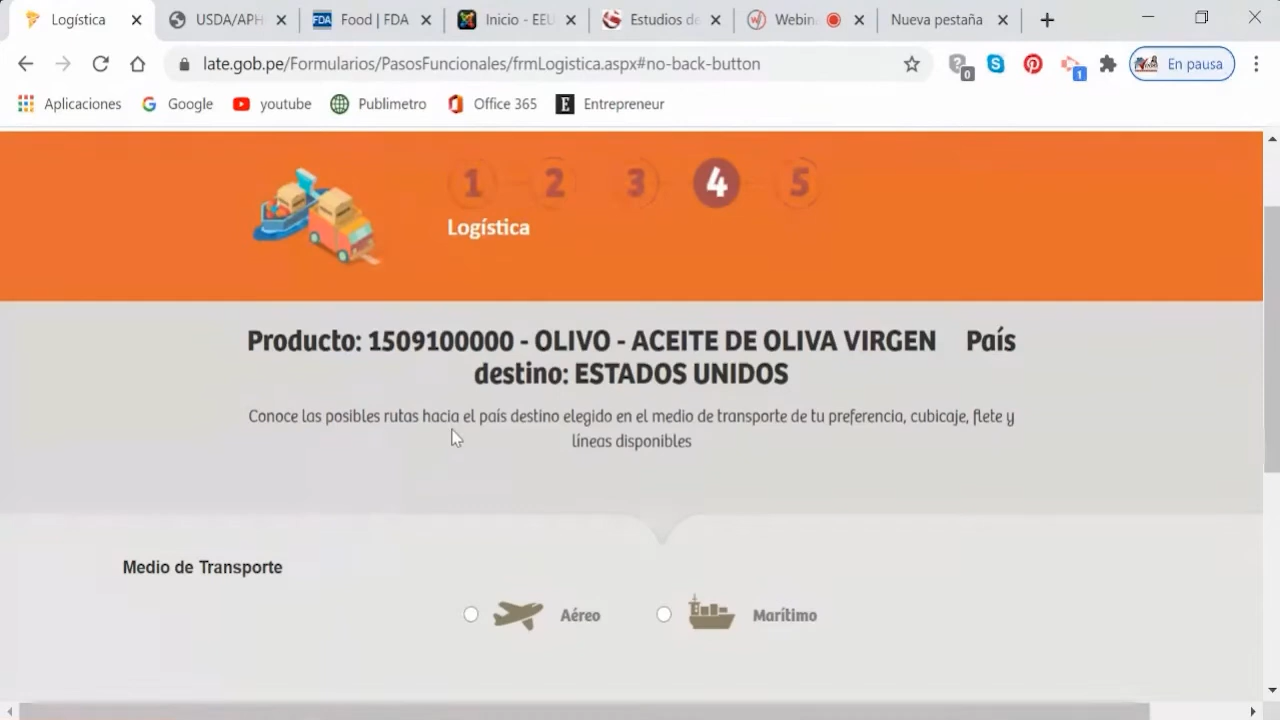 Logística
USDA/APH
FDA Food | FDA
Inicio - EEU
Estudios de
Webin
Nueva pestaña
late.gob.pe/Formularios/PasosFuncionales/frmLogistica.aspx#no-back-button
0
1
En pausa
Aplicaciones
Google
youtube
Publimetro
Office 365
E Entrepreneur
1 2 3 4 5
Logística
Producto: 1509100000 - OLIVO - ACEITE DE OLIVA VIRGEN País
destino: ESTADOS UNIDOS
Conoce las posibles rutas hacia el país destino elegido en el medio de transporte de tu preferencia, cubicaje, flete y
líneas disponibles
Medio de Transporte
Aéreo
Marítimo